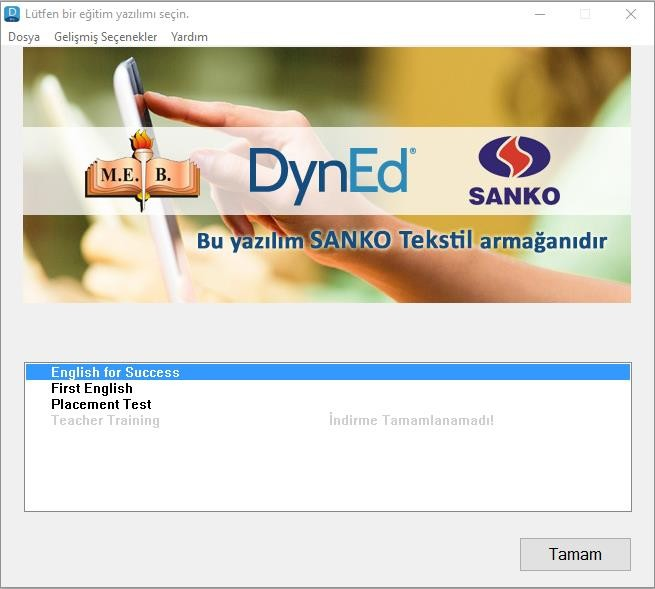 Lütfen bir eğitim yazılımı seçin.
Dosya Gelişmiş Seçenekler Yardım
M.E.B. DynEd® SANKO
Bu yazılım SANKO Tekstil armağanıdır
English for Success
First English
Placement Test
Teacher Training İndirme Tamamlanamadı!
Tamam